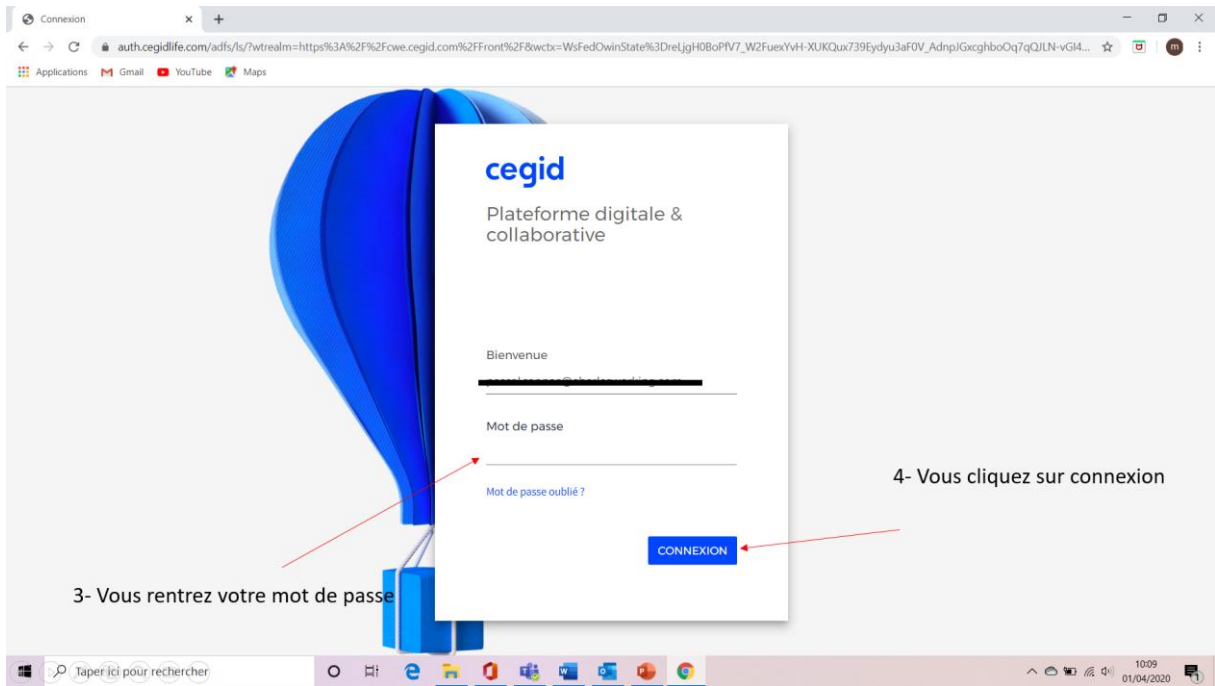 Connexion
auth.cegidlife.com/adfs/ls/?wtrealm=https%3A%2F%2Fcwe.cegid.com%2FFront%2F&wctx=WsFedOwinState%3DreLjgH0BoPfV7_W2FuexYvH-XUKQux739Eydyu3aF0V_AdnpJGxcghboOq7qQJLN-vGI4...
m
Applications
Gmail
YouTube
Maps
cegid
Plateforme digitale &
collaborative
Bienvenue
Mot de passe
Mot de passe oublié ?
CONNEXION
4- Vous cliquez sur connexion
3- Vous rentrez votre mot de passe
Taper ici pour rechercher
10:09
01/04/2020